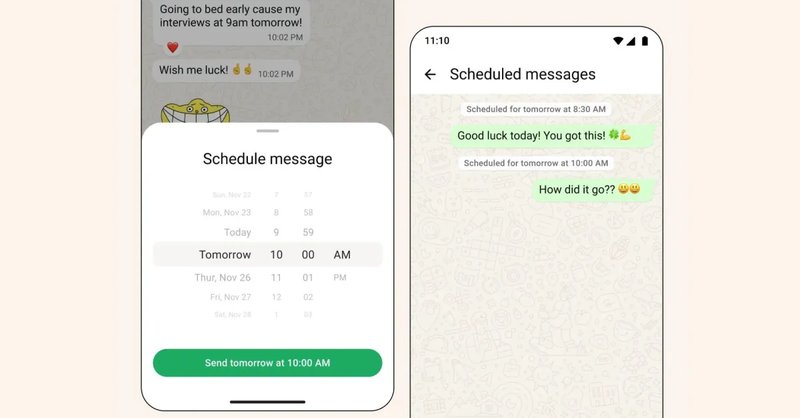 Going to bed early cause my
interviews at 9am tomorrow!
10:02 PM
Wish me luck! 🤞🤞 10:02 PM
Schedule message
Mon, Nov 23 8 58
Today 9 59
Tomorrow 10 00 AM
Thur, Nov 26 11 01 PM
Fri, Nov 27 12 02
Sat, Nov 28 1 03
Send tomorrow at 10:00 AM
11:10
Scheduled messages
Scheduled for tomorrow at 8:30 AM
Good luck today! You got this! 🍀💪
Scheduled for tomorrow at 10:00 AM
How did it go?? 😀😀